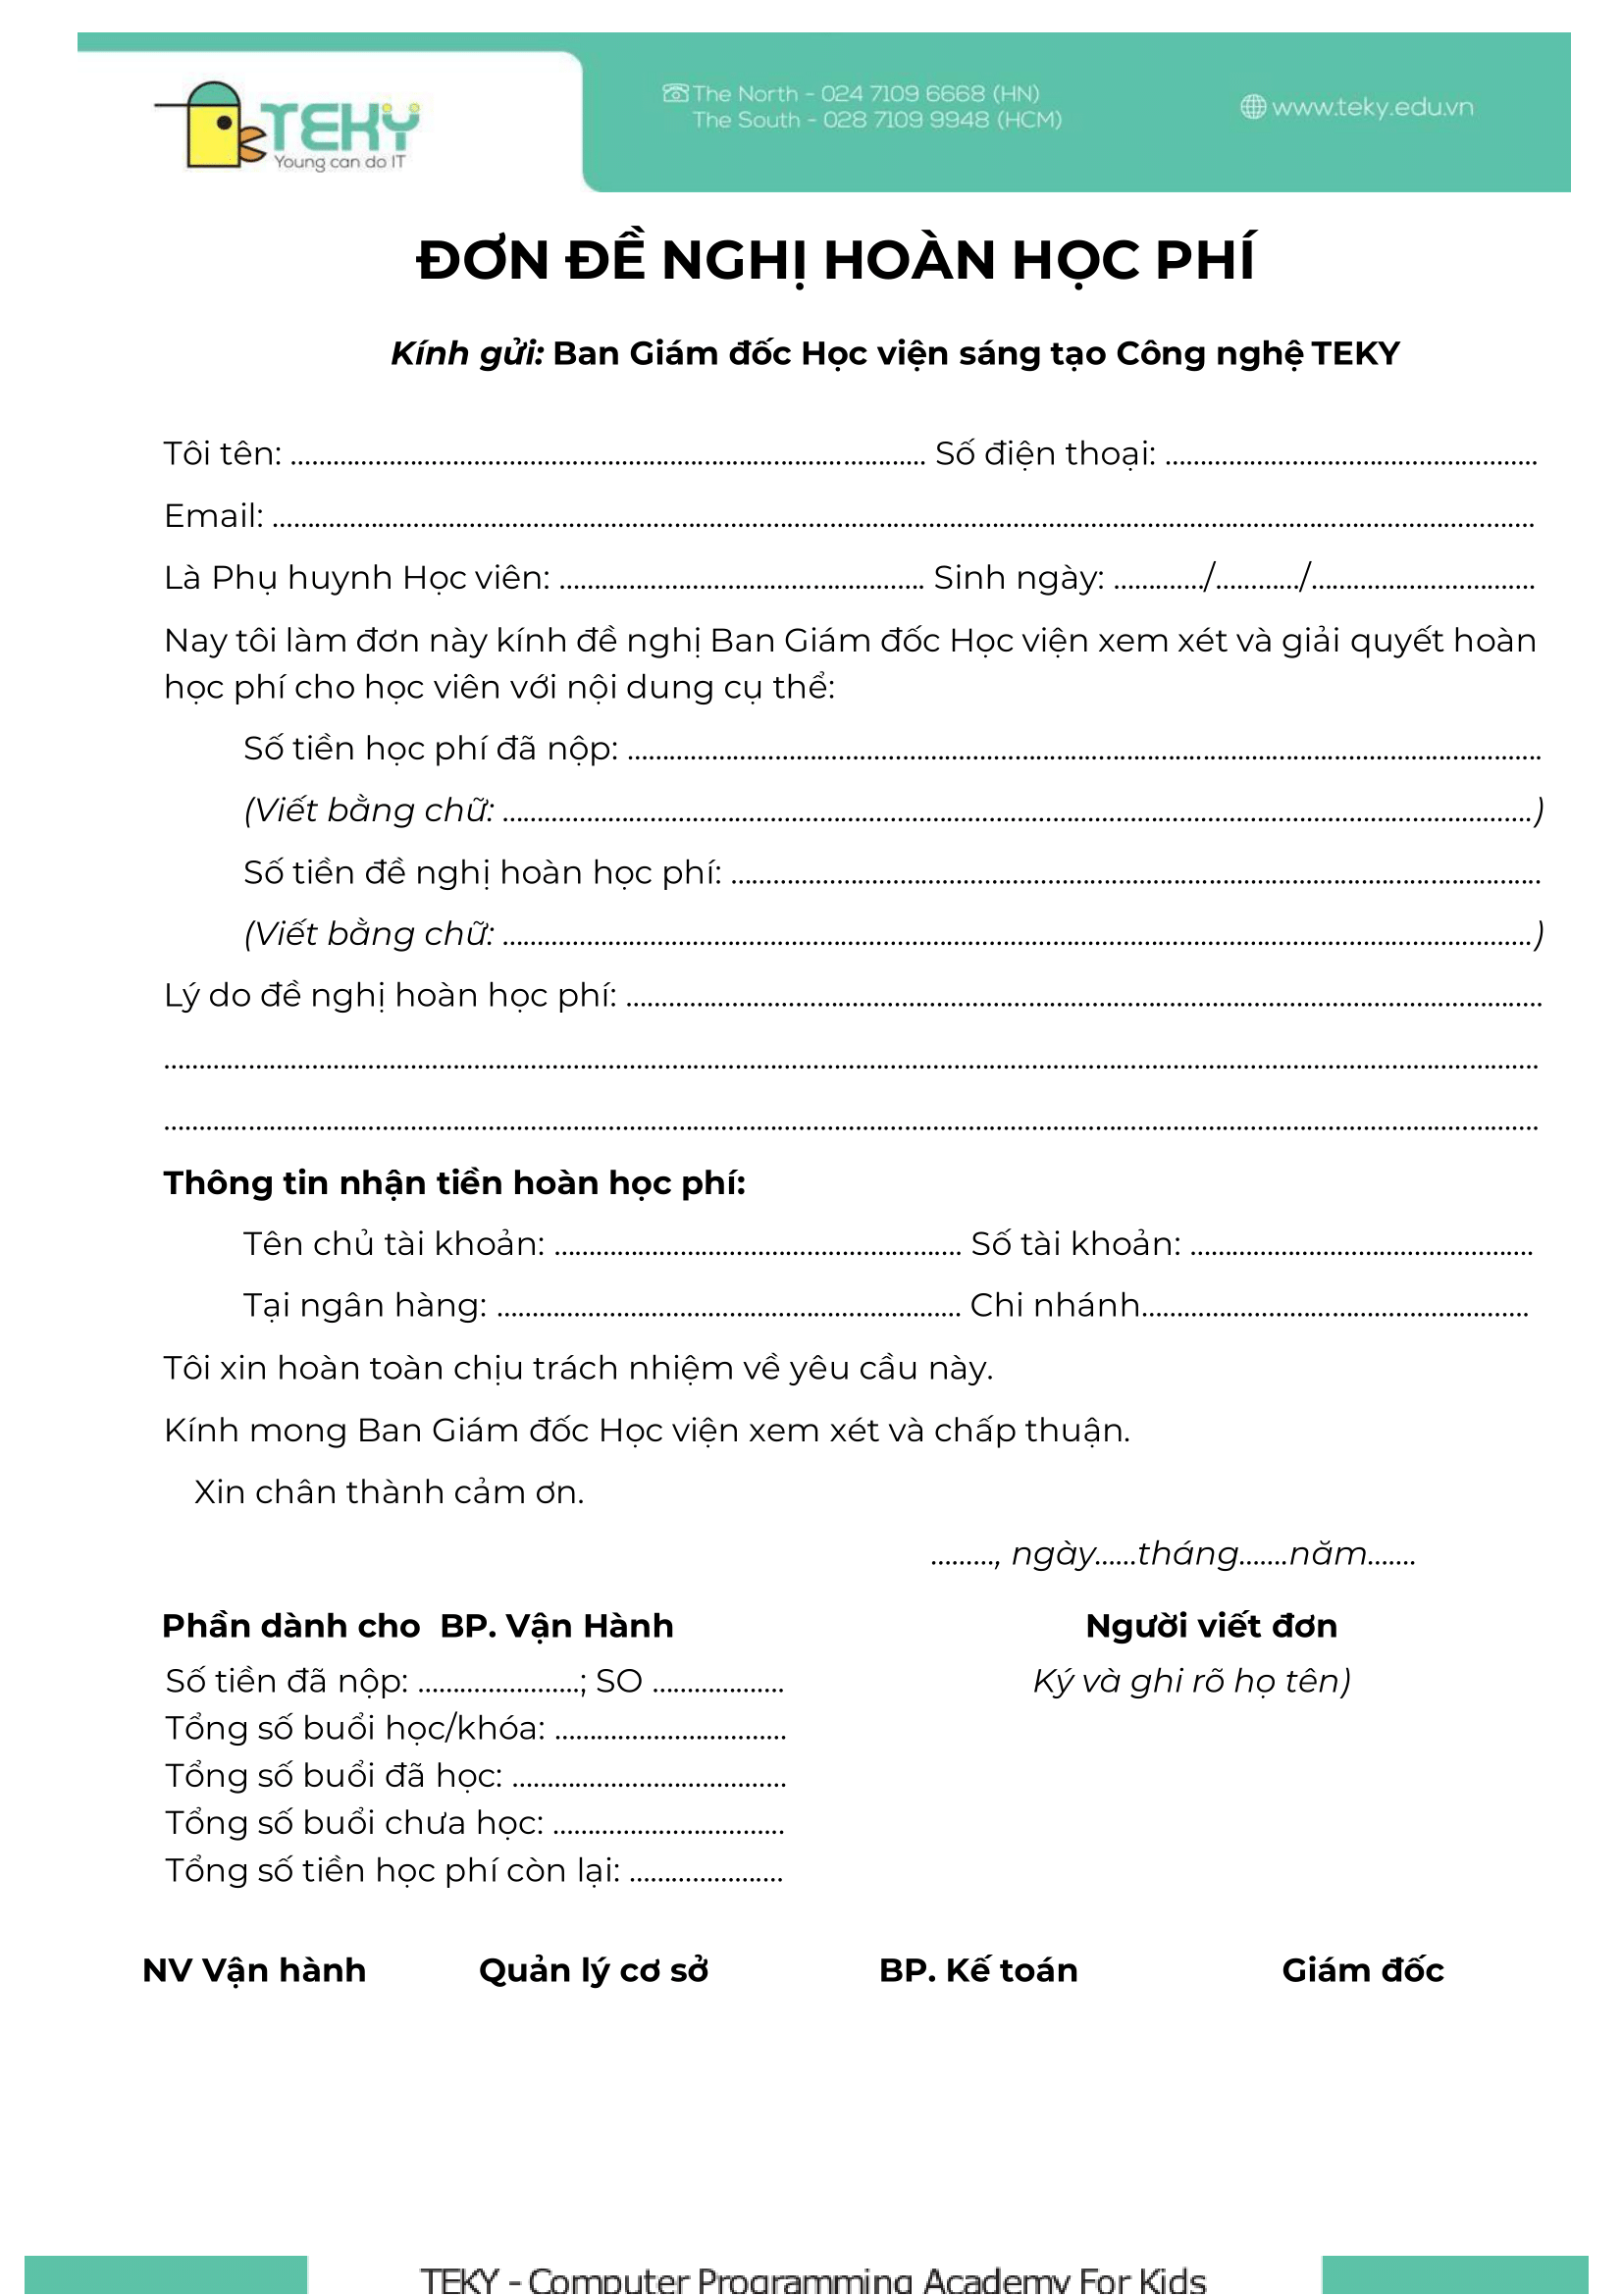 TEKY
Young can do IT
The North - 024 7109 6668 (HN)
The South - 028 7109 9948 (HCM)
www.teky.edu.vn
ĐƠN ĐỀ NGHỊ HOÀN HỌC PHÍ
Kính gửi: Ban Giám đốc Học viện sáng tạo Công nghệ TEKY
Tôi tên: .......................................................... Số điện thoại: ..................................
Email: ....................................................................................................................
Là Phụ huynh Học viên: ................................. Sinh ngày: ........./........./.....................
Nay tôi làm đơn này kính đề nghị Ban Giám đốc Học viện xem xét và giải quyết hoàn
học phí cho học viên với nội dung cụ thể:
Số tiền học phí đã nộp: ....................................................................................
(Viết bằng chữ: ...............................................................................................)
Số tiền đề nghị hoàn học phí: ...........................................................................
(Viết bằng chữ: ...............................................................................................)
Lý do đề nghị hoàn học phí: .....................................................................................
...............................................................................................................................
...............................................................................................................................
Thông tin nhận tiền hoàn học phí:
Tên chủ tài khoản: ..................................... Số tài khoản: ................................
Tại ngân hàng: ........................................... Chi nhánh....................................
Tôi xin hoàn toàn chịu trách nhiệm về yêu cầu này.
Kính mong Ban Giám đốc Học viện xem xét và chấp thuận.
Xin chân thành cảm ơn.
........., ngày......tháng.......năm.......
Phần dành cho BP. Vận Hành
Người viết đơn
Số tiền đã nộp: .......................; SO ...................
Ký và ghi rõ họ tên)
Tổng số buổi học/khóa: .................................
Tổng số buổi đã học: .......................................
Tổng số buổi chưa học: .................................
Tổng số tiền học phí còn lại: ......................
NV Vận hành Quản lý cơ sở BP. Kế toán Giám đốc
TEKY - Computer Programming Academy For Kids